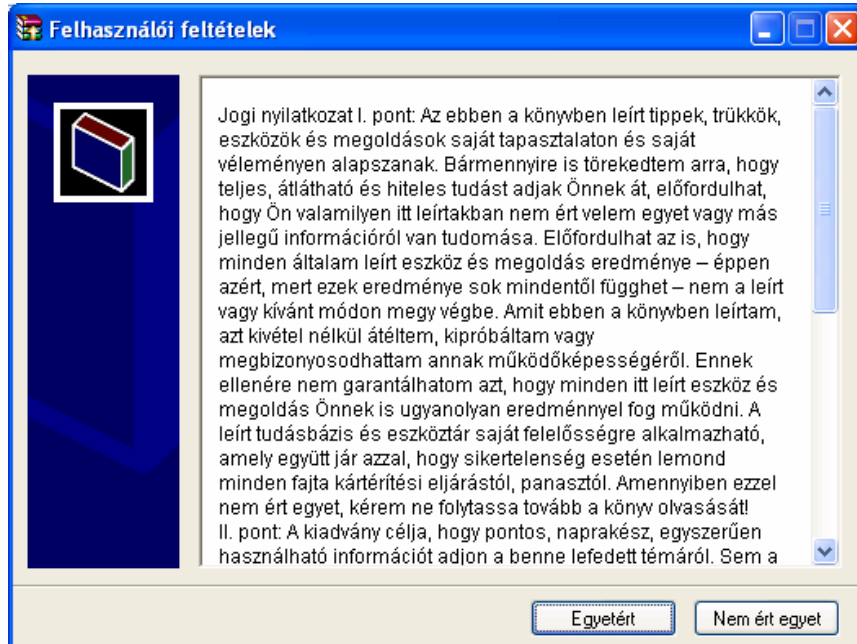 Felhasználói feltételek
Jogi nyilatkozat I. pont: Az ebben a könyvben leírt tippek, trükkök,
eszközök és megoldások saját tapasztalaton és saját
véleményen alapszanak. Bármennyire is törekedtem arra, hogy
teljes, átlátható és hiteles tudást adjak Önnek át, előfordulhat,
hogy Ön valamilyen itt leírtakban nem ért velem egyet vagy más
jellegű információról van tudomása. Előfordulhat az is, hogy
minden általam leírt eszköz és megoldás eredménye – éppen
azért, mert ezek eredménye sok mindentől függhet – nem a leírt
vagy kívánt módon megy végbe. Amit ebben a könyvben leírtam,
azt kivétel nélkül átéltem, kipróbáltam vagy
megbizonyosodhattam annak működőképességéről. Ennek
ellenére nem garantálhatom azt, hogy minden itt leírt eszköz és
megoldás Önnek is ugyanolyan eredménnyel fog működni. A
leírt tudásbázis és eszköztár saját felelősségre alkalmazható,
amely együtt jár azzal, hogy sikertelenség esetén lemond
minden fajta kártérítési eljárástól, panasztól. Amennyiben ezzel
nem ért egyet, kérem ne folytassa tovább a könyv olvasását!
II. pont: A kiadvány célja, hogy pontos, naprakész, egyszerűen
használható információt adjon a benne lefedett témáról. Sem a
Egyetért
Nem ért egyet